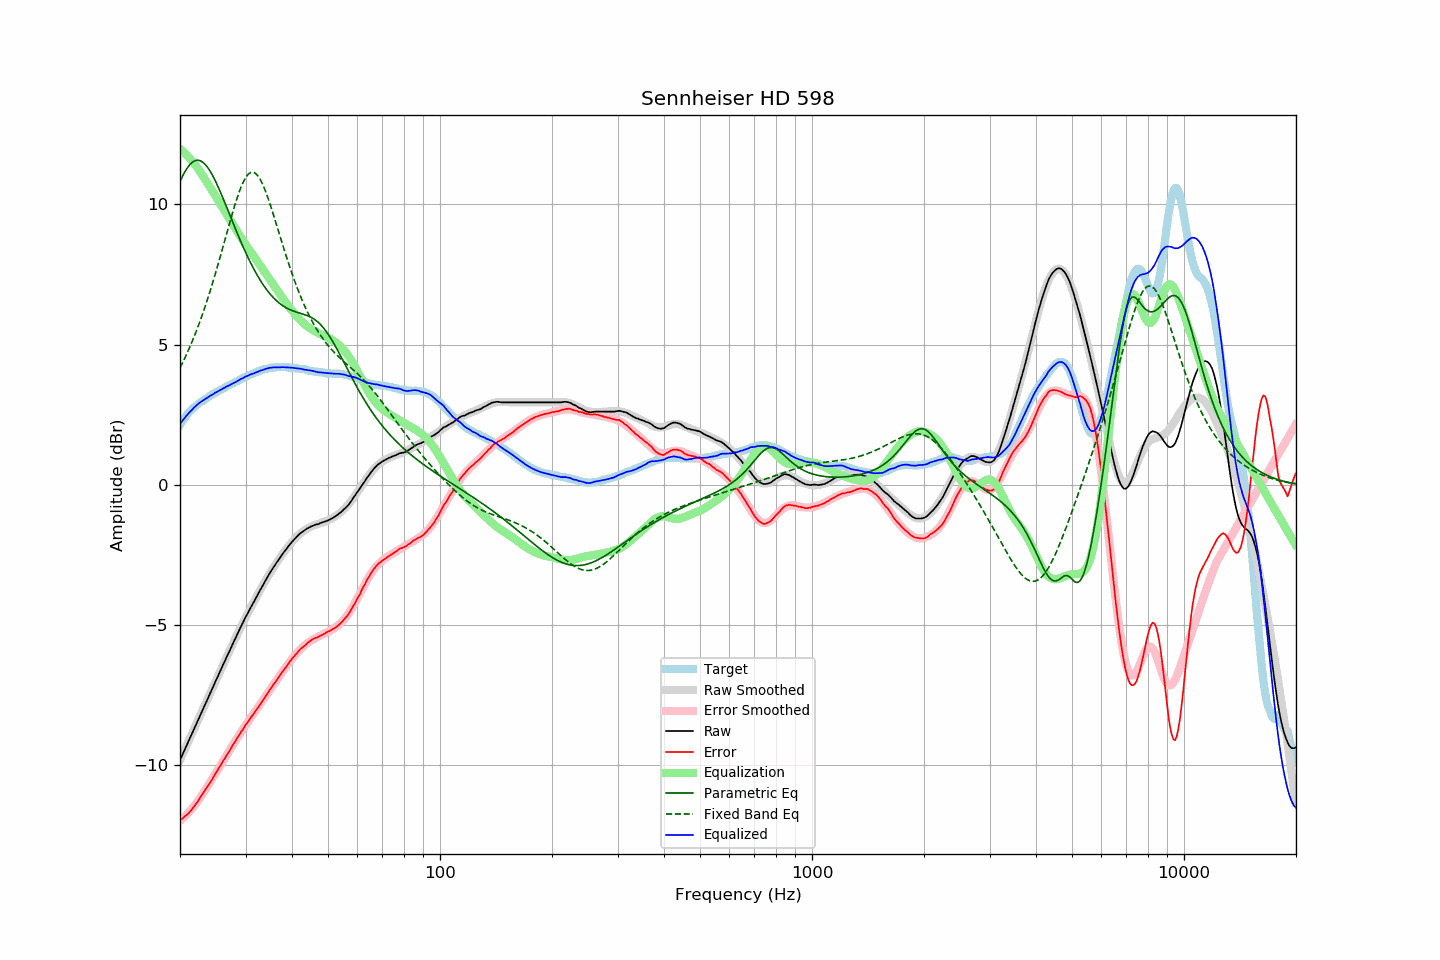 Sennheiser HD 598
Amplitude (dBr)
10
5
0
−5
−10
Target
Raw Smoothed
Error Smoothed
Raw
Error
Equalization
Parametric Eq
Fixed Band Eq
Equalized
100
1000
10000
Frequency (Hz)